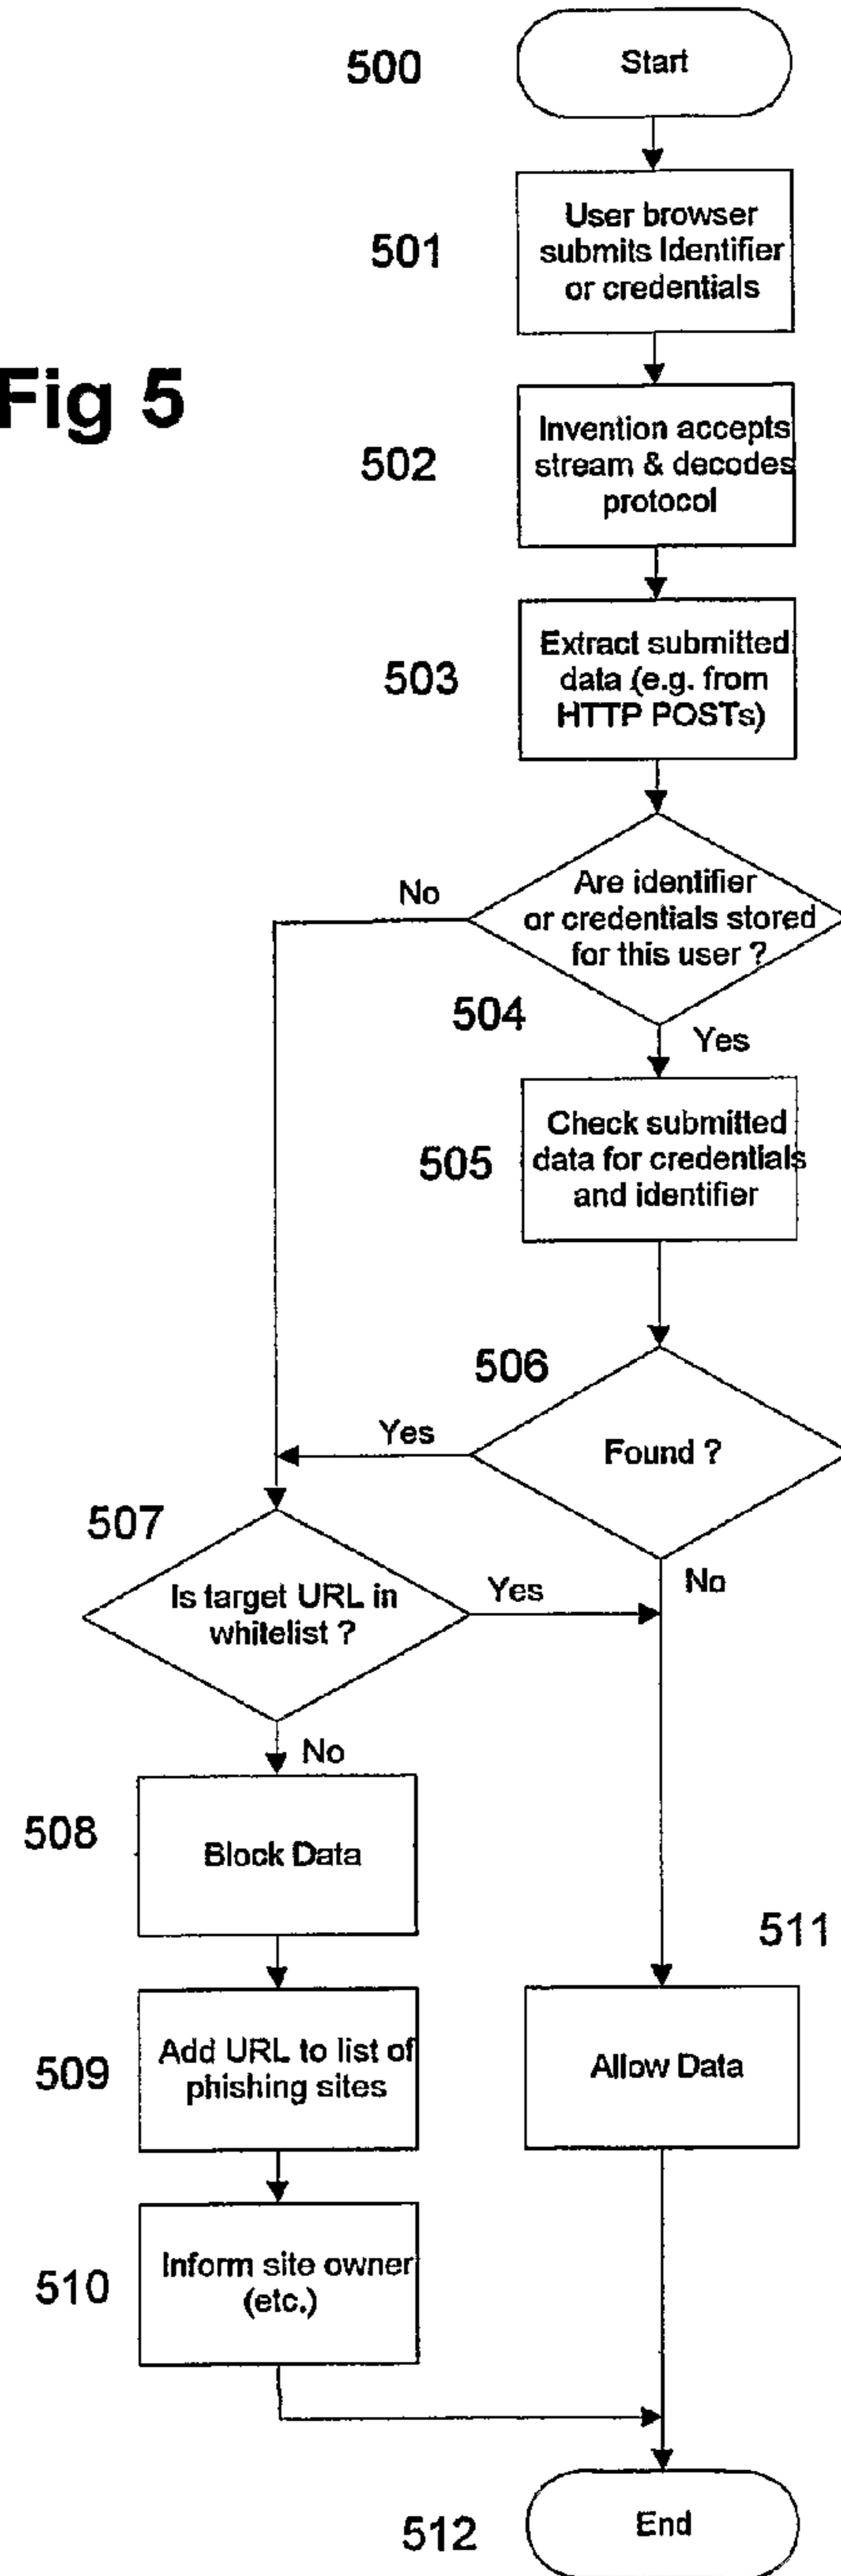 Fig 5
500
Start
501
User browser
submits Identifier
or credentials
502
Invention accepts
stream & decodes
protocol
503
Extract submitted
data (e.g. from
HTTP POSTs)
No
Are identifier
or credentials stored
for this user ?
504
Yes
505
Check submitted
data for credentials
and identifier
506
Yes
Found ?
No
507
Is target URL in
whitelist ?
Yes
No
508
Block Data
511
509
Add URL to list of
phishing sites
Allow Data
510
Inform site owner
(etc.)
512
End